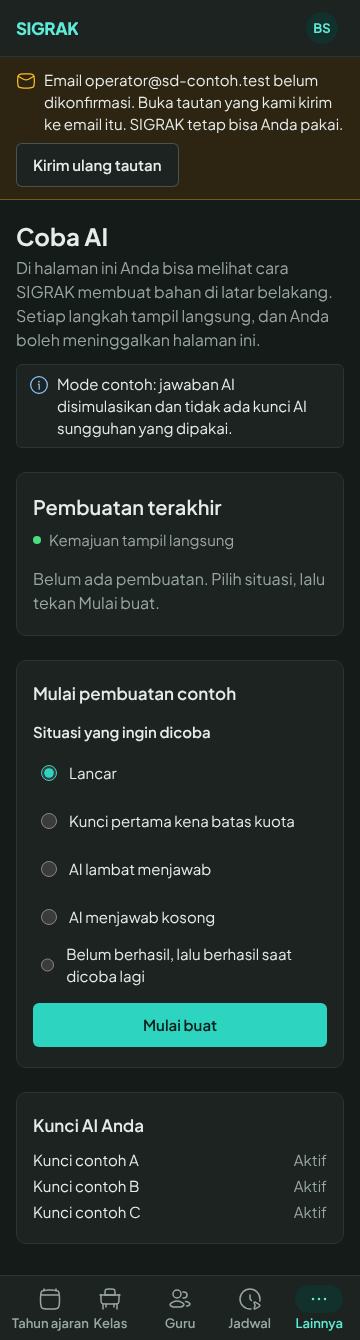 SIGRAK
BS
Email operator@sd-contoh.test belum
dikonfirmasi. Buka tautan yang kami kirim
ke email itu. SIGRAK tetap bisa Anda pakai.
Kirim ulang tautan
Coba AI
Di halaman ini Anda bisa melihat cara
SIGRAK membuat bahan di latar belakang.
Setiap langkah tampil langsung, dan Anda
boleh meninggalkan halaman ini.
Mode contoh: jawaban AI
disimulasikan dan tidak ada kunci AI
sungguhan yang dipakai.
Pembuatan terakhir
Kemajuan tampil langsung
Belum ada pembuatan. Pilih situasi, lalu
tekan Mulai buat.
Mulai pembuatan contoh
Situasi yang ingin dicoba
Lancar
Kunci pertama kena batas kuota
AI lambat menjawab
AI menjawab kosong
Belum berhasil, lalu berhasil saat
dicoba lagi
Mulai buat
Kunci AI Anda
Kunci contoh A Aktif
Kunci contoh B Aktif
Kunci contoh C Aktif
Tahun ajaran Kelas Guru Jadwal Lainnya